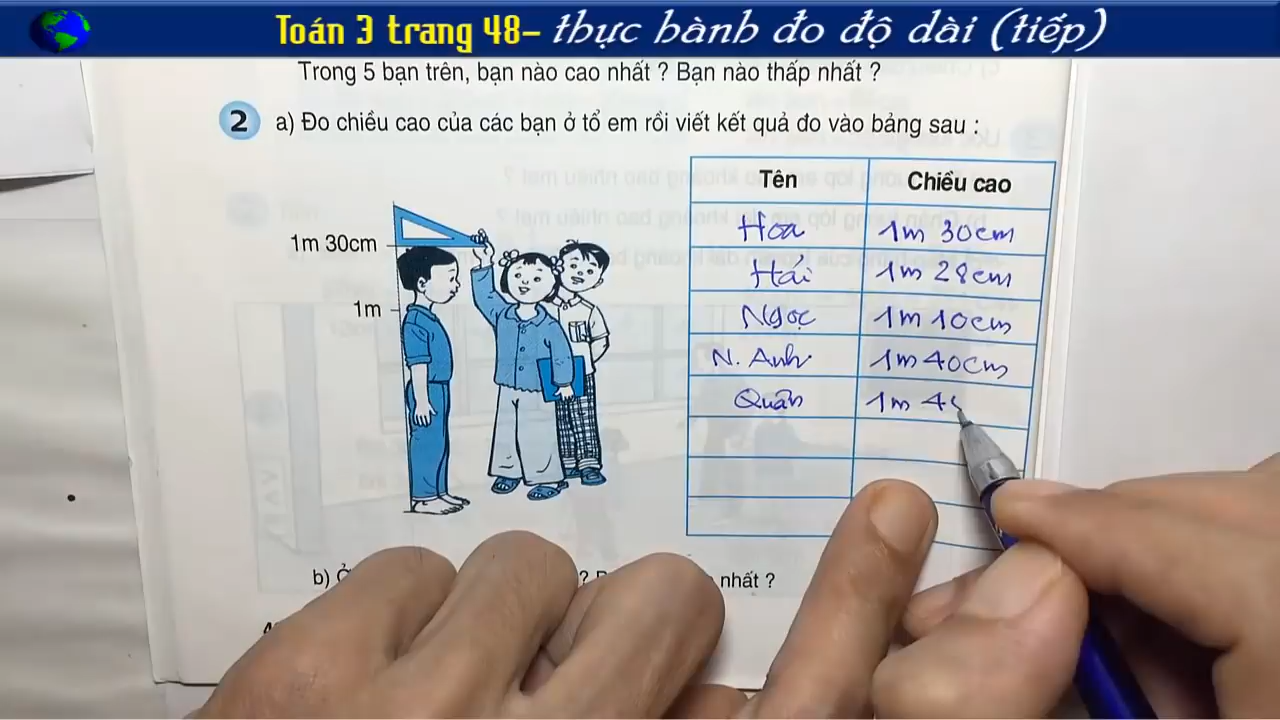 Toán 3 trang 48– thực bành đo độ dài (tiếp)
Trong 5 bạn trên, bạn nào cao nhất ? Bạn nào thấp nhất ?
2 a) Đo chiều cao của các bạn ở tổ em rồi viết kết quả đo vào bảng sau :
Tên Chiều cao
Hoa 1m 30cm
Hải 1m 28cm
Ngọc 1m 10cm
N. Anh 1m 40cm
Quân 1m
1m 30cm
1m
b) nhất ?